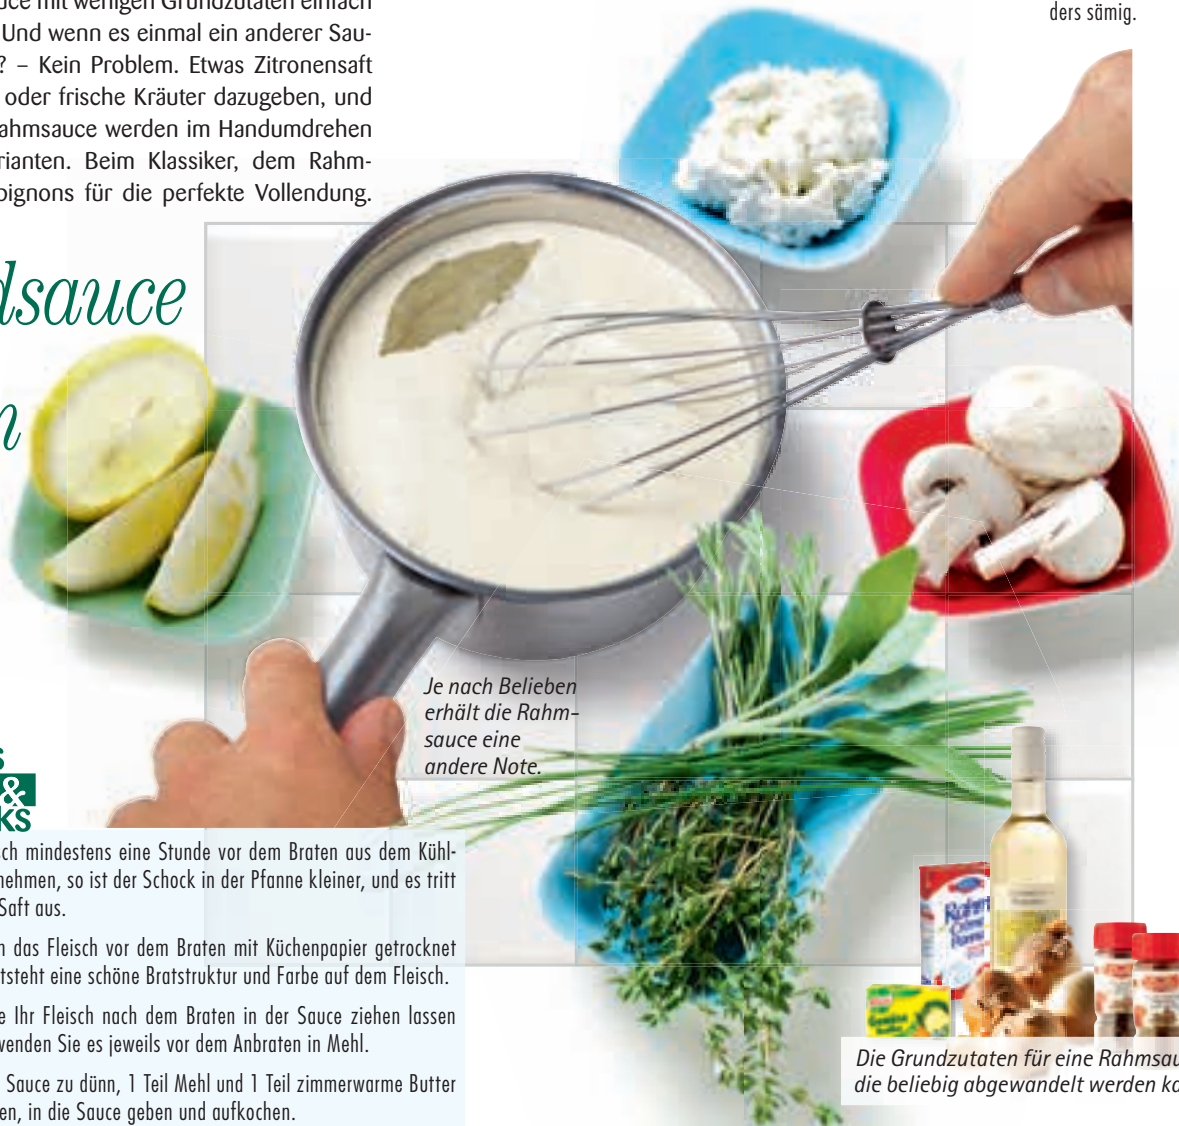 uce mit wenigen Grundzutaten einfach
Und wenn es einmal ein anderer Sau-
? – Kein Problem. Etwas Zitronensaft
oder frische Kräuter dazugeben, und
ahmsauce werden im Handumdrehen
rianten. Beim Klassiker, dem Rahm-
pignons für die perfekte Vollendung.
ders sämig.
dsauce
n
Je nach Belieben
erhält die Rahm-
sauce eine
andere Note.
s
&
ks
sch mindestens eine Stunde vor dem Braten aus dem Kühl-
nehmen, so ist der Schock in der Pfanne kleiner, und es tritt
Saft aus.
n das Fleisch vor dem Braten mit Küchenpapier getrocknet
tsteht eine schöne Bratstruktur und Farbe auf dem Fleisch.
e Ihr Fleisch nach dem Braten in der Sauce ziehen lassen
wenden Sie es jeweils vor dem Anbraten in Mehl.
Sauce zu dünn, 1 Teil Mehl und 1 Teil zimmerwarme Butter
en, in die Sauce geben und aufkochen.
Rahm
Knorr
Die Grundzutaten für eine Rahmsau
die beliebig abgewandelt werden ka